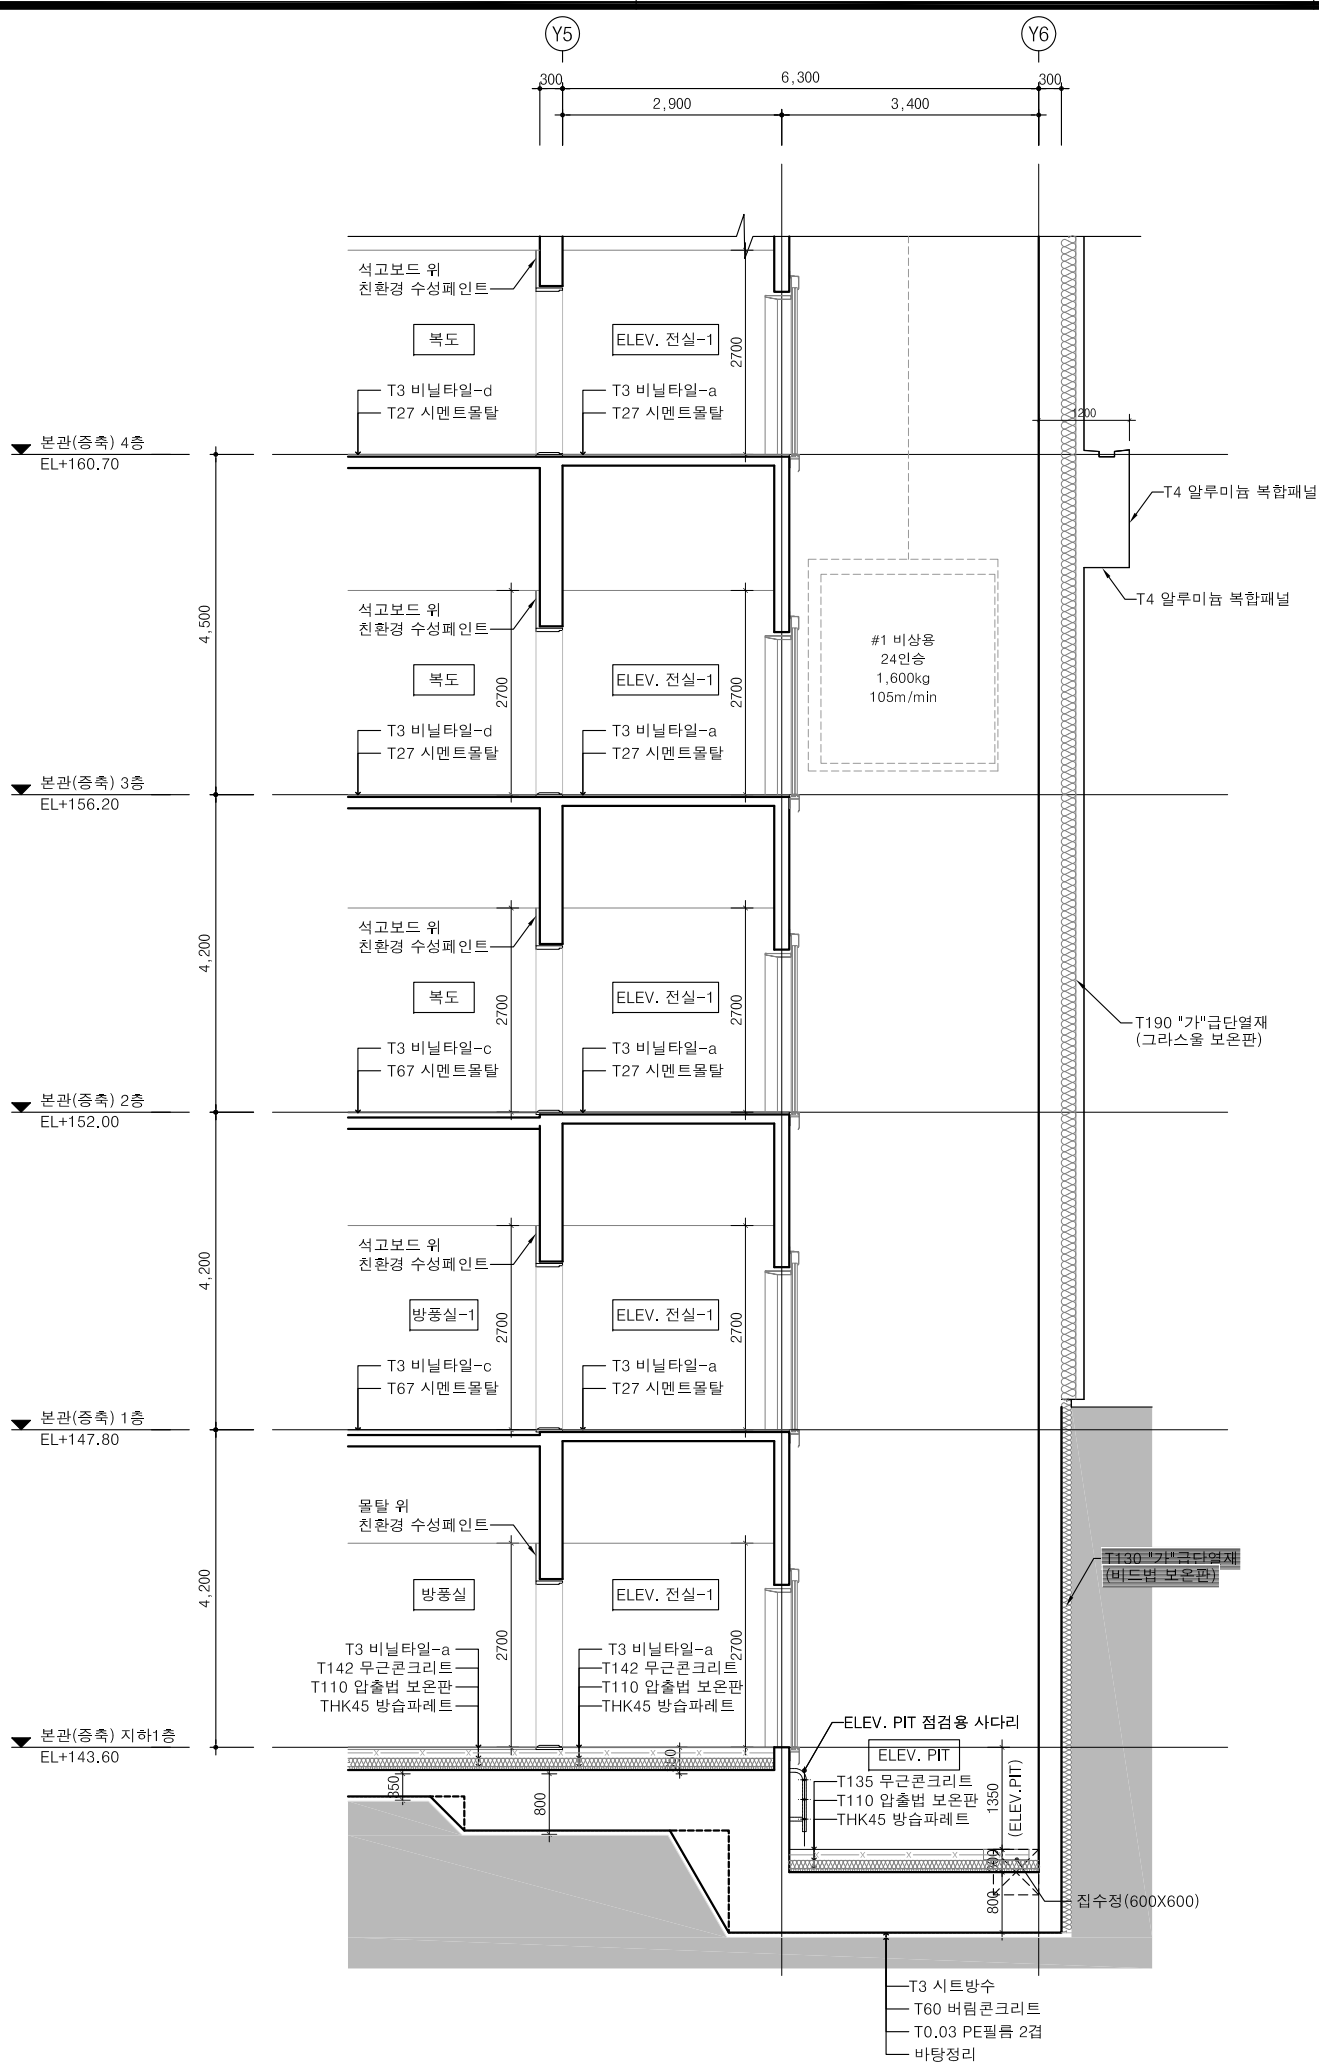 Y5
Y6
300
6,300
300
2,900
3,400
석고보드 위
친환경 수성페인트
복도
ELEV. 전실-1
2700
T3 비닐타일-d
T27 시멘트몰탈
T3 비닐타일-a
T27 시멘트몰탈
1200
본관(증축) 4층
EL+160.70
T4 알루미늄 복합패널
T4 알루미늄 복합패널
4,500
석고보드 위
친환경 수성페인트
#1 비상용
24인승
1,600kg
105m/min
복도
2700
ELEV. 전실-1
2700
T3 비닐타일-d
T27 시멘트몰탈
T3 비닐타일-a
T27 시멘트몰탈
본관(증축) 3층
EL+156.20
4,200
석고보드 위
친환경 수성페인트
복도
2700
ELEV. 전실-1
2700
T190 "가"급단열재
(그라스울 보온판)
T3 비닐타일-c
T67 시멘트몰탈
T3 비닐타일-a
T27 시멘트몰탈
본관(증축) 2층
EL+152.00
4,200
석고보드 위
친환경 수성페인트
방풍실-1
2700
ELEV. 전실-1
2700
T3 비닐타일-c
T67 시멘트몰탈
T3 비닐타일-a
T27 시멘트몰탈
본관(증축) 1층
EL+147.80
4,200
몰탈 위
친환경 수성페인트
T130 "가"급단열재
(비드법 보온판)
방풍실
2700
ELEV. 전실-1
2700
T3 비닐타일-a
T142 무근콘크리트
T110 압출법 보온판
THK45 방습파레트
T3 비닐타일-a
T142 무근콘크리트
T110 압출법 보온판
THK45 방습파레트
본관(증축) 지하1층
EL+143.60
ELEV. PIT 점검용 사다리
ELEV. PIT
T135 무근콘크리트
T110 압출법 보온판
THK45 방습파레트
1350
(ELEV.PIT)
350
800
800
집수정(600X600)
T3 시트방수
T60 버림콘크리트
T0.03 PE필름 2겹
바탕정리